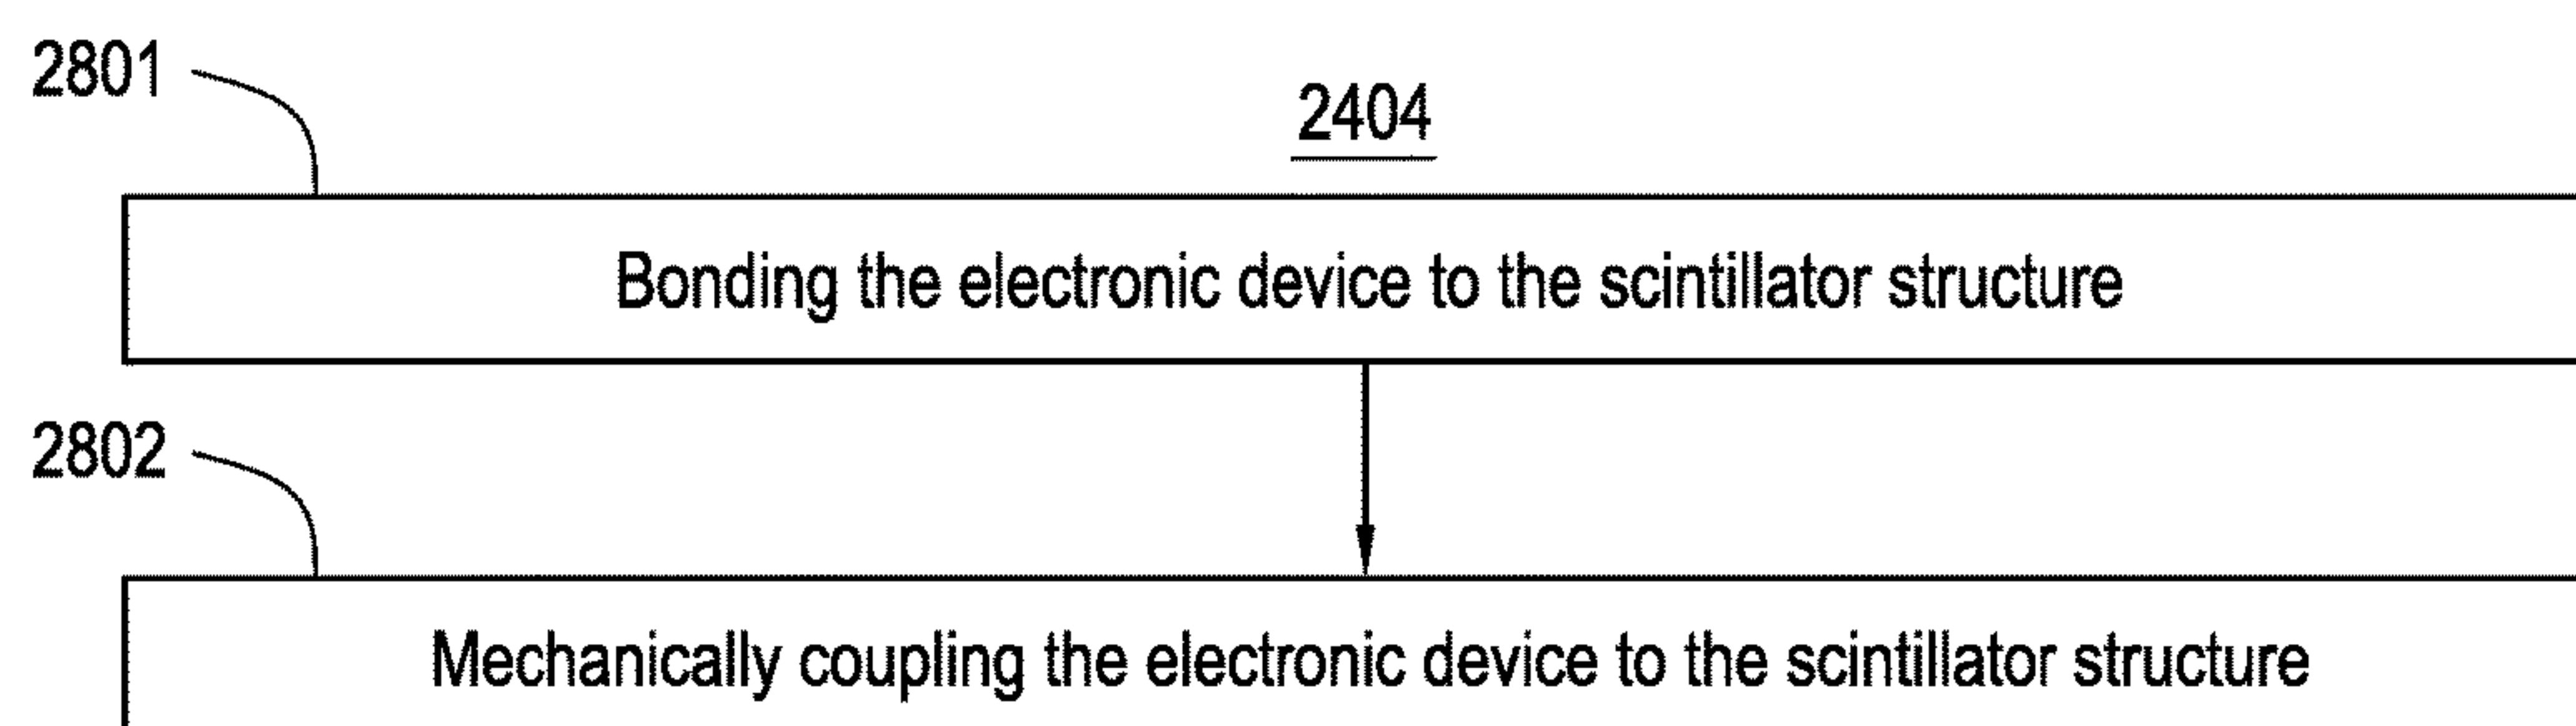 2801
2404
Bonding the electronic device to the scintillator structure
2802
Mechanically coupling the electronic device to the scintillator structure